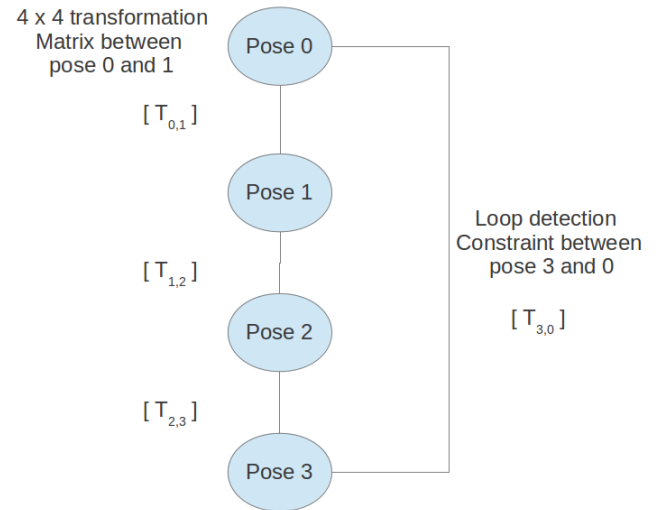 4 x 4 transformation
Matrix between
pose 0 and 1
Pose 0
[ T0,1 ]
Pose 1
Loop detection
Constraint between
pose 3 and 0
[ T1,2 ]
[ T3,0 ]
Pose 2
[ T2,3 ]
Pose 3